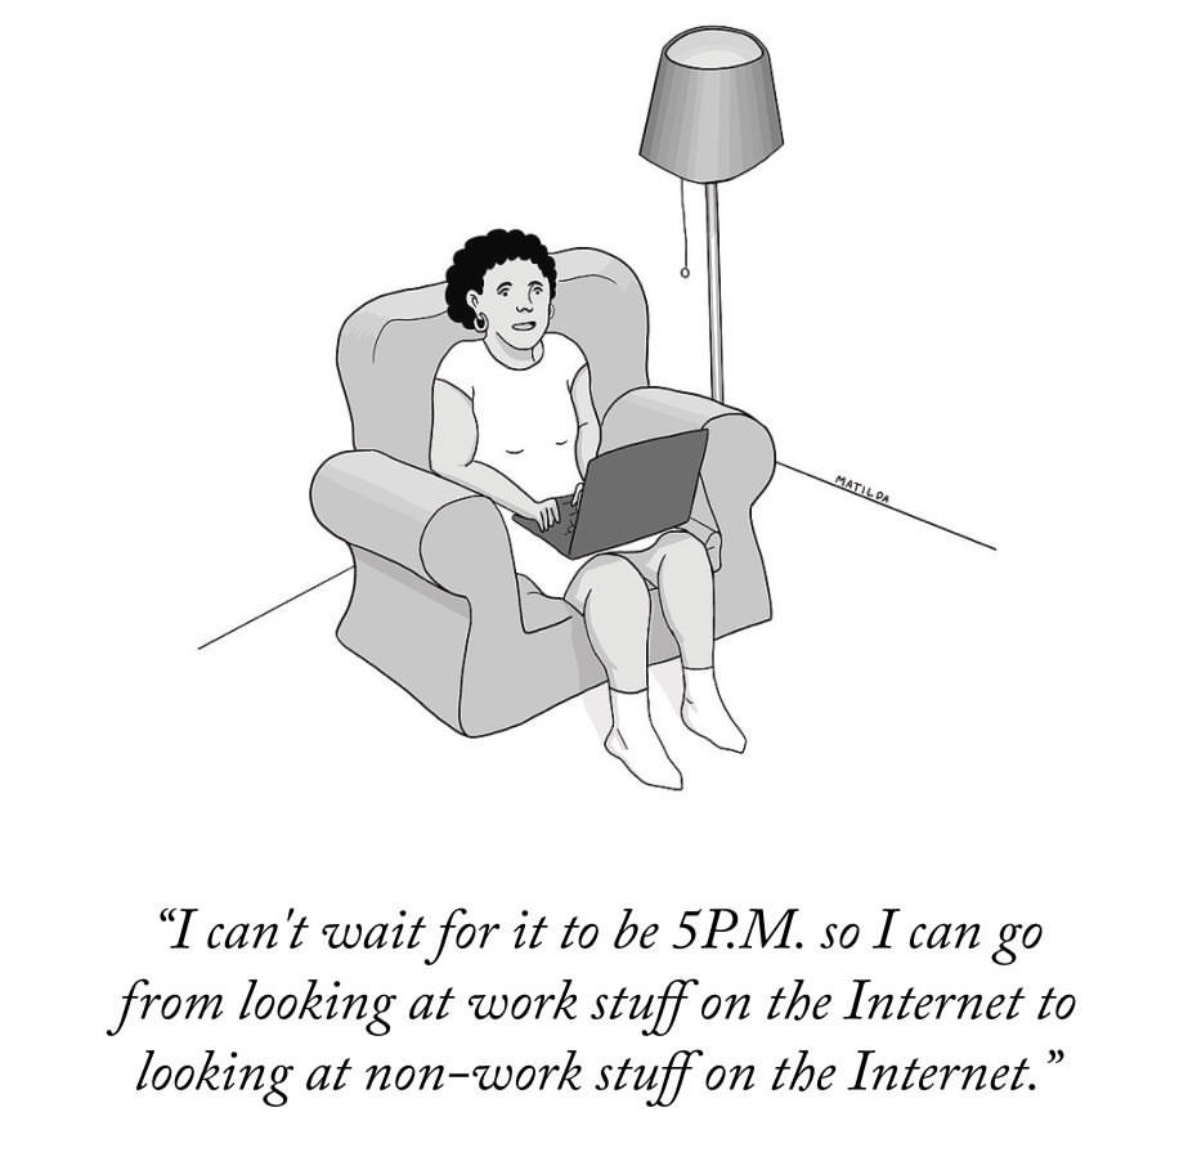 MATILDA
“I can't wait for it to be 5P.M. so I can go
from looking at work stuff on the Internet to
looking at non-work stuff on the Internet.”